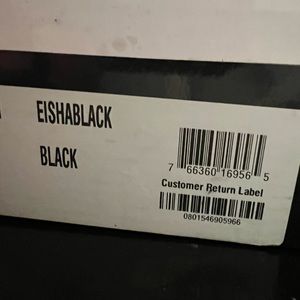 EISHABLACK
BLACK
7 66360 16956 5
Customer Return Label
0801546905966